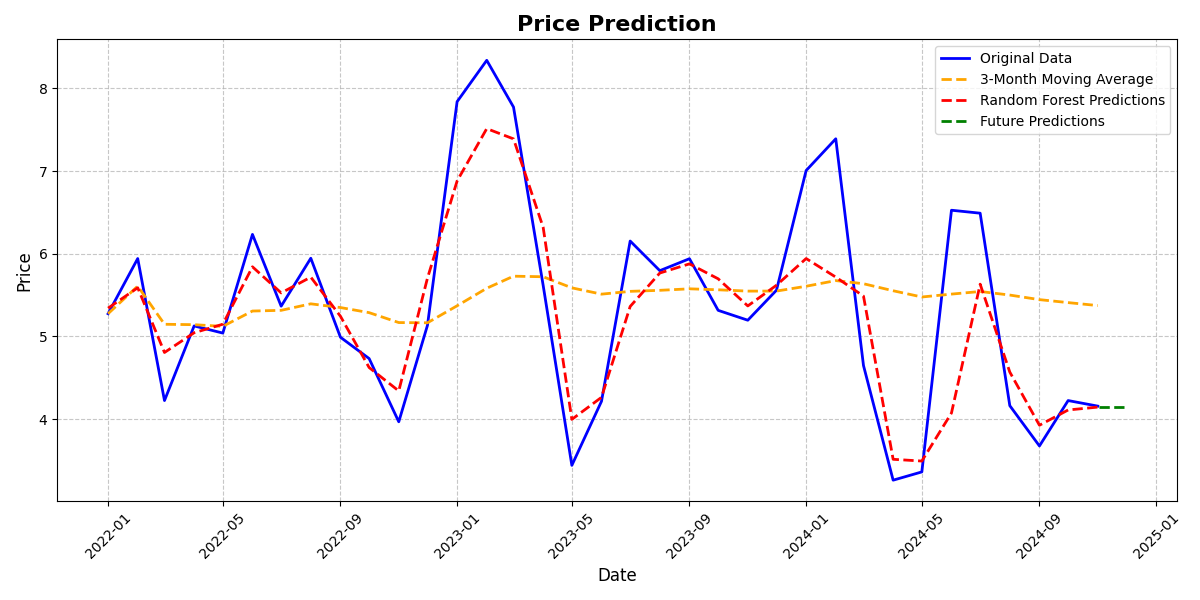 Price Prediction
Original Data
3-Month Moving Average
Random Forest Predictions
Future Predictions
Price
8
7
6
5
4
2022-01
2022-05
2022-09
2023-01
2023-05
2023-09
2024-01
2024-05
2024-09
2025-01
Date